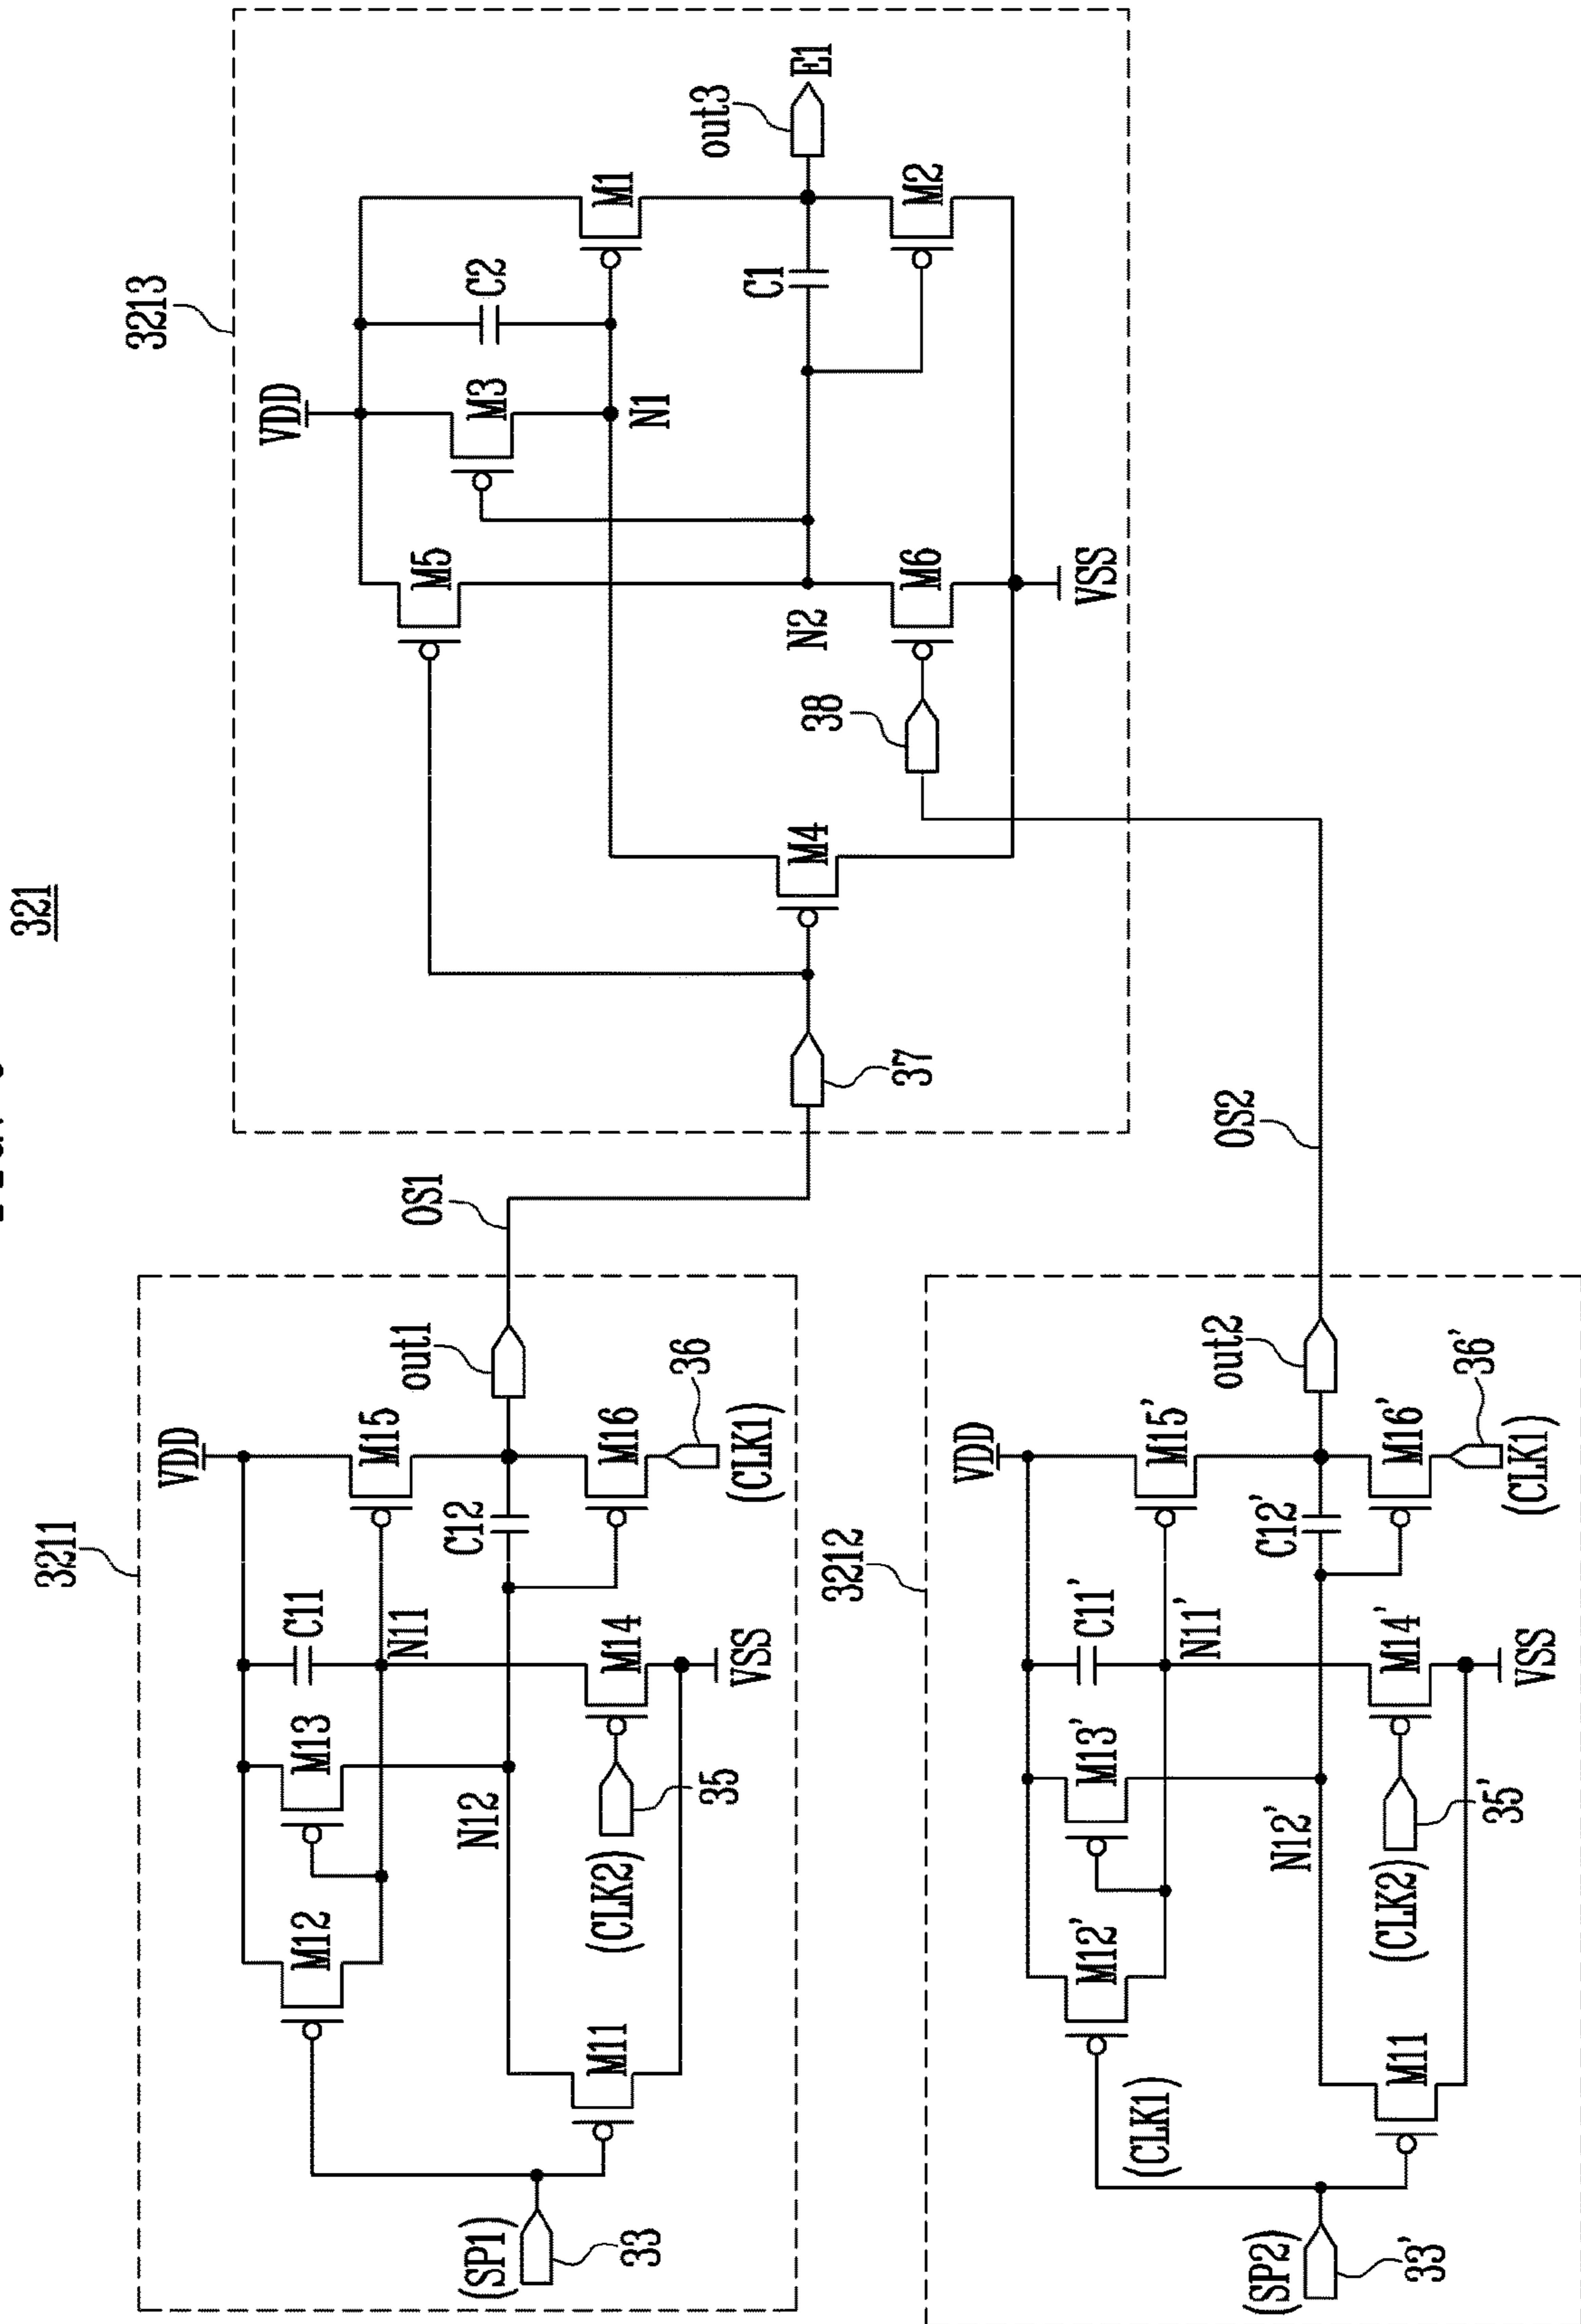 321
3211
VDD
M12
M13
C11
M15
N11
out1
OS1
C12
N12
M11
M14
M16
(SP1)
33
(CLK2)
35
VSS
36
(CLK1)
3212
VDD
M12'
M13'
C11'
M15'
N11'
out2
OS2
(CLK1)
C12'
N12'
M11
M14'
M16'
(SP2)
33'
(CLK2)
35'
VSS
36'
(CLK1)
3213
VDD
M5
M3
C2
M1
N1
out3
E1
C1
M4
N2
M6
M2
37
38
VSS